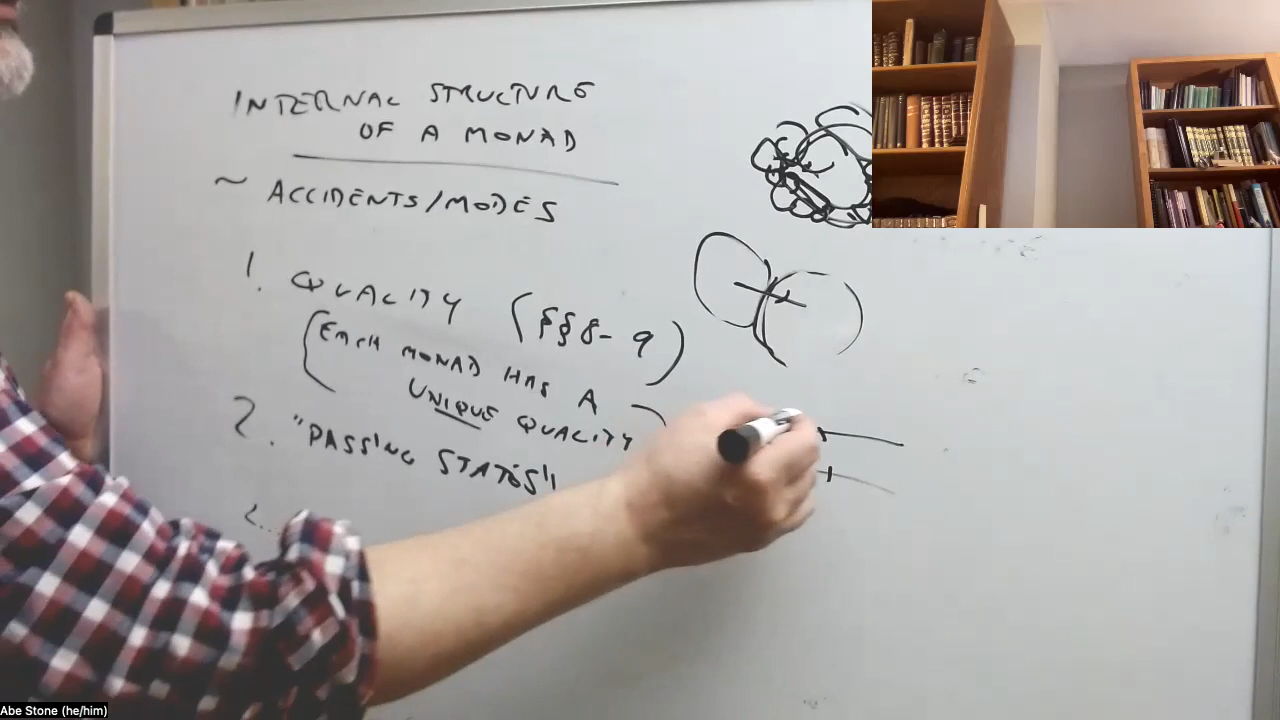 INTERNAL STRUCTURE
OF A MONAD
~ ACCIDENTS/MODES
1. QUALITY (§§8-9)
(EACH MONAD HAS A
UNIQUE QUALITY)
2. "PASSING STATES"
Abe Stone (he/him)